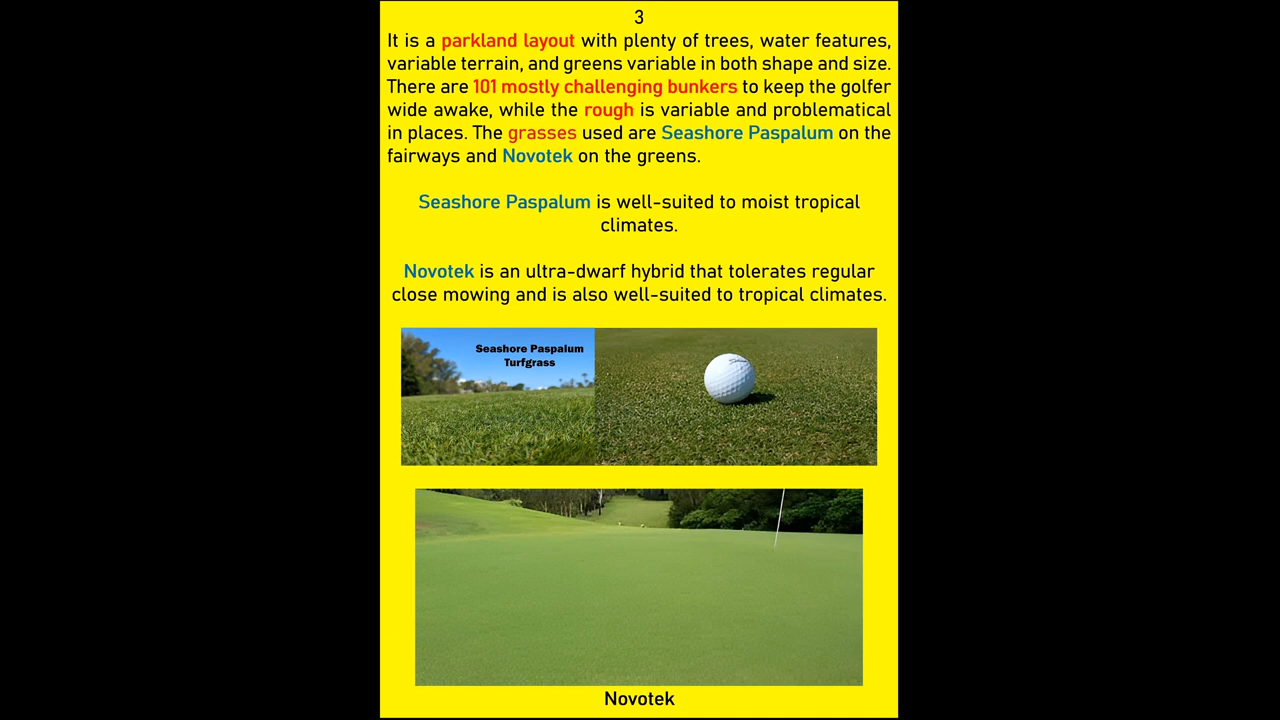 3
It is a parkland layout with plenty of trees, water features,
variable terrain, and greens variable in both shape and size.
There are 101 mostly challenging bunkers to keep the golfer
wide awake, while the rough is variable and problematical
in places. The grasses used are Seashore Paspalum on the
fairways and Novotek on the greens.
Seashore Paspalum is well-suited to moist tropical
climates.
Novotek is an ultra-dwarf hybrid that tolerates regular
close mowing and is also well-suited to tropical climates.
Seashore Paspalum
Turfgrass
Novotek